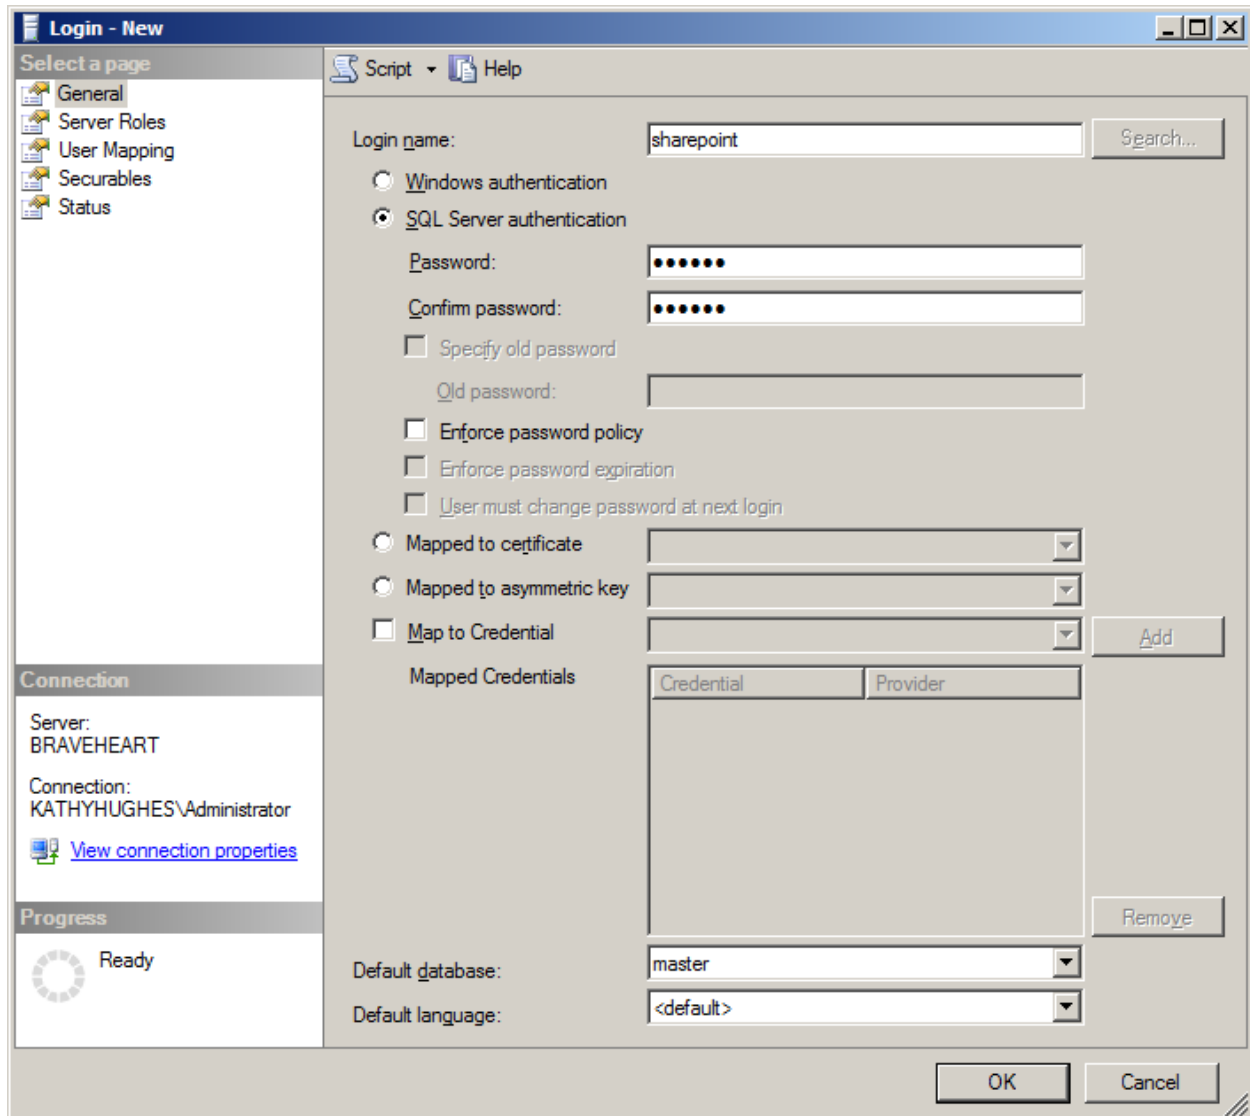 Login - New
Select a page
General
Server Roles
User Mapping
Securables
Status
Script
Help
Login name:
sharepoint
Search...
Windows authentication
SQL Server authentication
Password:
●●●●●●
Confirm password:
●●●●●●
Specify old password
Old password:
Enforce password policy
Enforce password expiration
User must change password at next login
Mapped to certificate
Mapped to asymmetric key
Map to Credential
Add
Mapped Credentials
Credential
Provider
Remove
Default database:
master
Default language:
<default>
Connection
Server:
BRAVEHEART
Connection:
KATHYHUGHES\Administrator
View connection properties
Progress
Ready
OK
Cancel